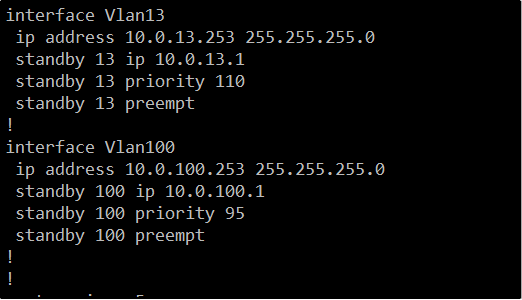 interface Vlan13
ip address 10.0.13.253 255.255.255.0
standby 13 ip 10.0.13.1
standby 13 priority 110
standby 13 preempt
!
interface Vlan100
ip address 10.0.100.253 255.255.255.0
standby 100 ip 10.0.100.1
standby 100 priority 95
standby 100 preempt
!
!